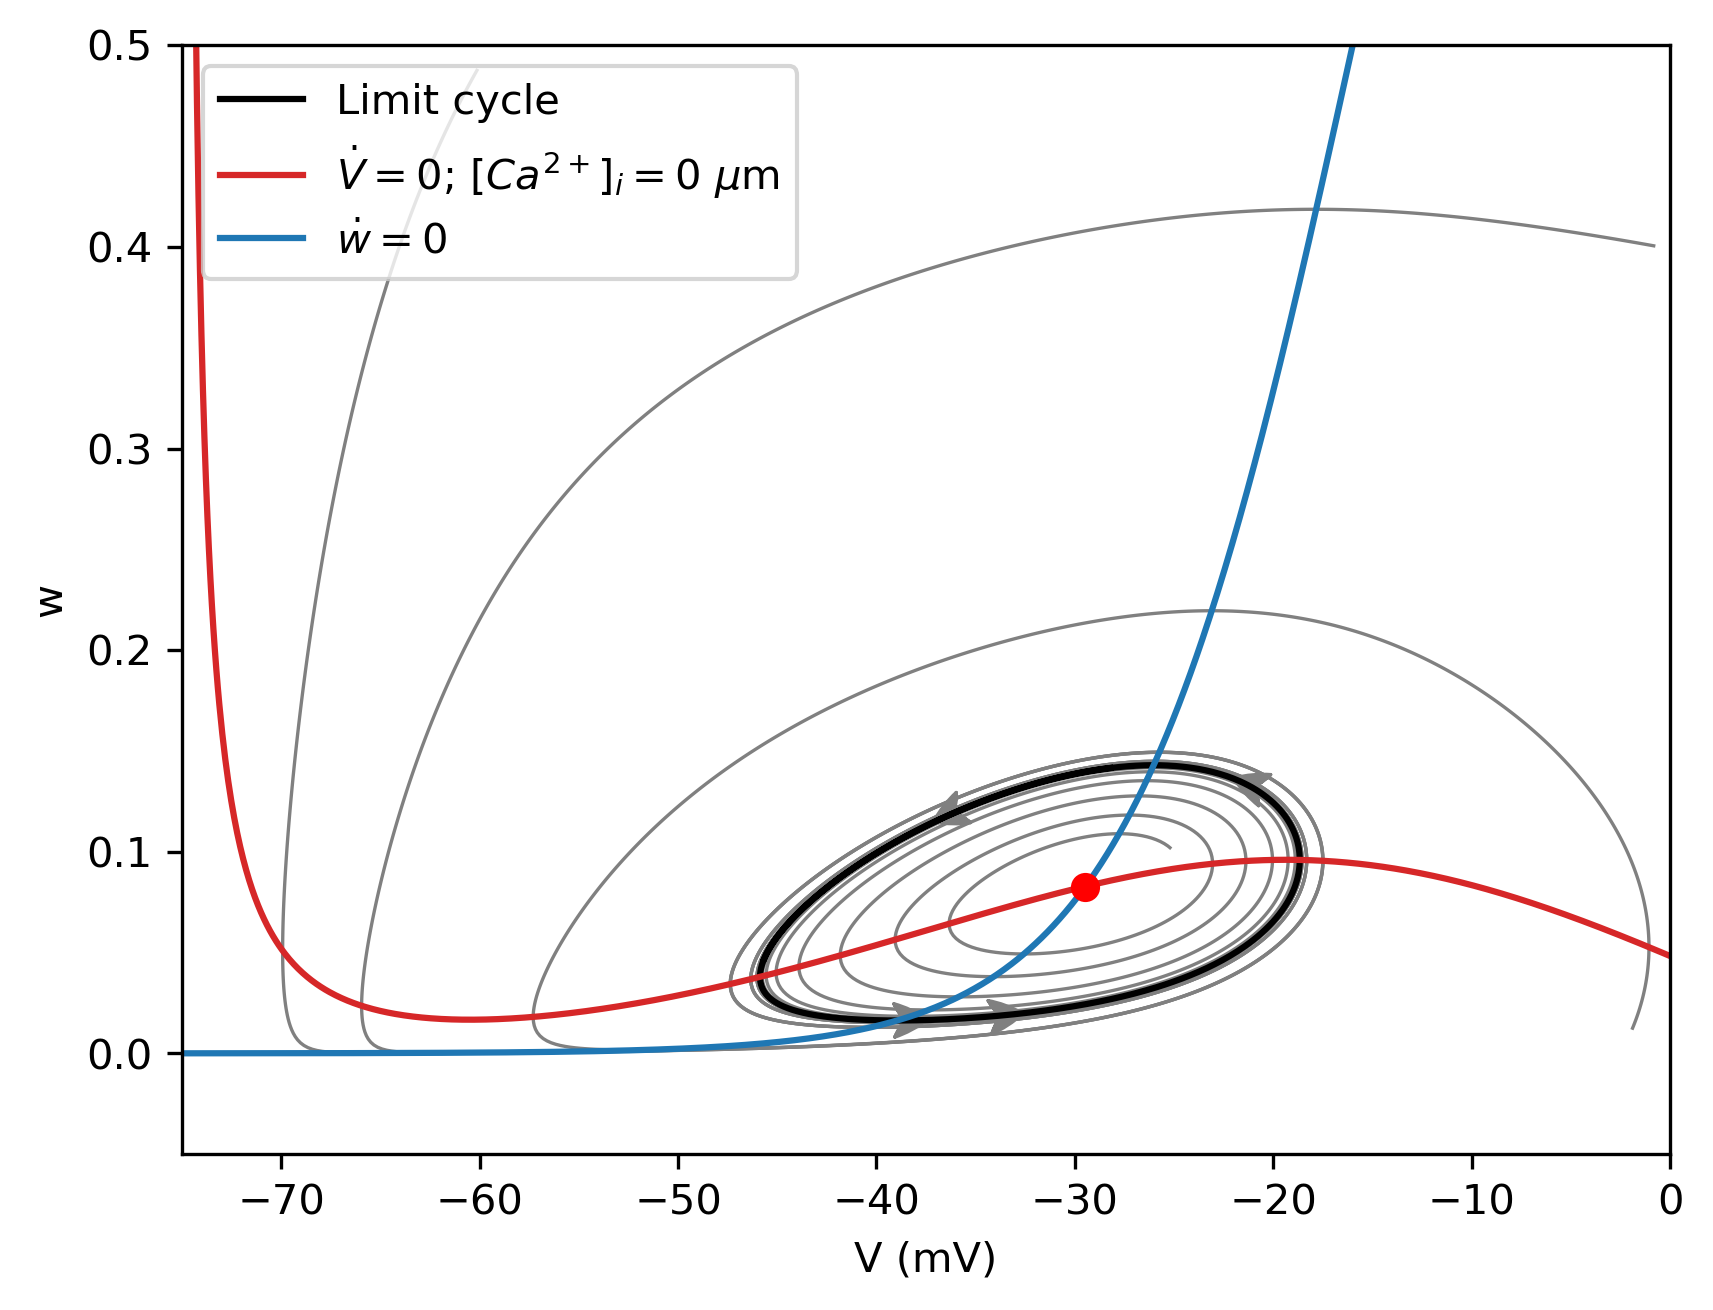 0.5
Limit cycle
V̇ = 0; [Ca²⁺]ᵢ = 0 μm
ẇ = 0
0.4
0.3
w
0.2
0.1
0.0
−70 −60 −50 −40 −30 −20 −10 0
V (mV)